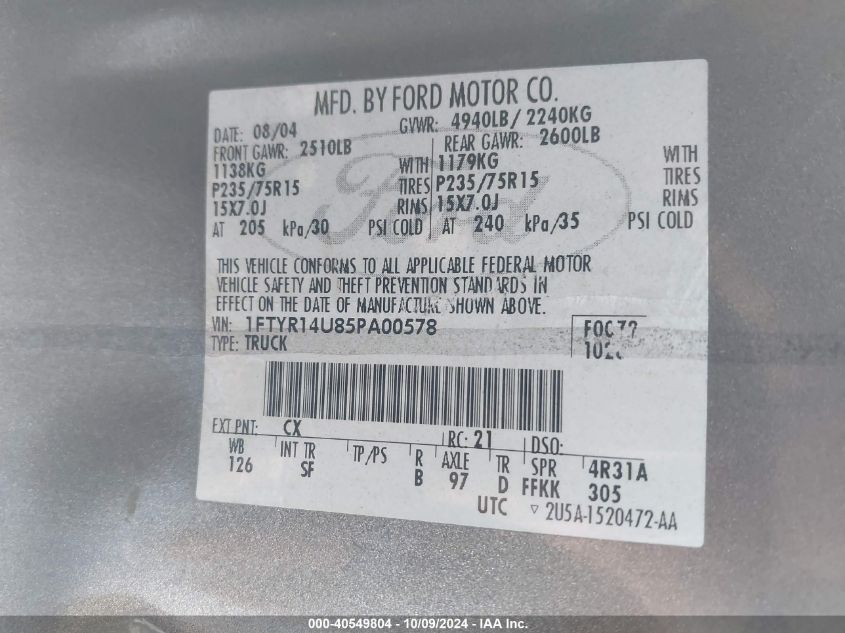 MFD. BY FORD MOTOR CO.
DATE: 08/04 GVWR: 4940LB/ 2240KG
FRONT GAWR: 2510LB REAR GAWR: 2600LB
1138KG WITH 1179KG WITH
P235/75R15 TIRES P235/75R15 TIRES
15X7.0J RIMS 15X7.0J RIMS
AT 205 kPa/30 PSI COLD AT 240 kPa/35 PSI COLD
Ford
THIS VEHICLE CONFORMS TO ALL APPLICABLE FEDERAL MOTOR
VEHICLE SAFETY AND THEFT PREVENTION STANDARDS IN
EFFECT ON THE DATE OF MANUFACTURE SHOWN ABOVE.
VIN: 1FTYR14U85PA00578
TYPE: TRUCK
EXT PNT: CX RC: 21 DSO:
WB INT TR TP/PS R AXLE TR SPR 4R31A
126 SF B 97 D FFKK 305
UTC ▽ 2U5A-1520472-AA
000-40549804 - 10/09/2024 - IAA Inc.